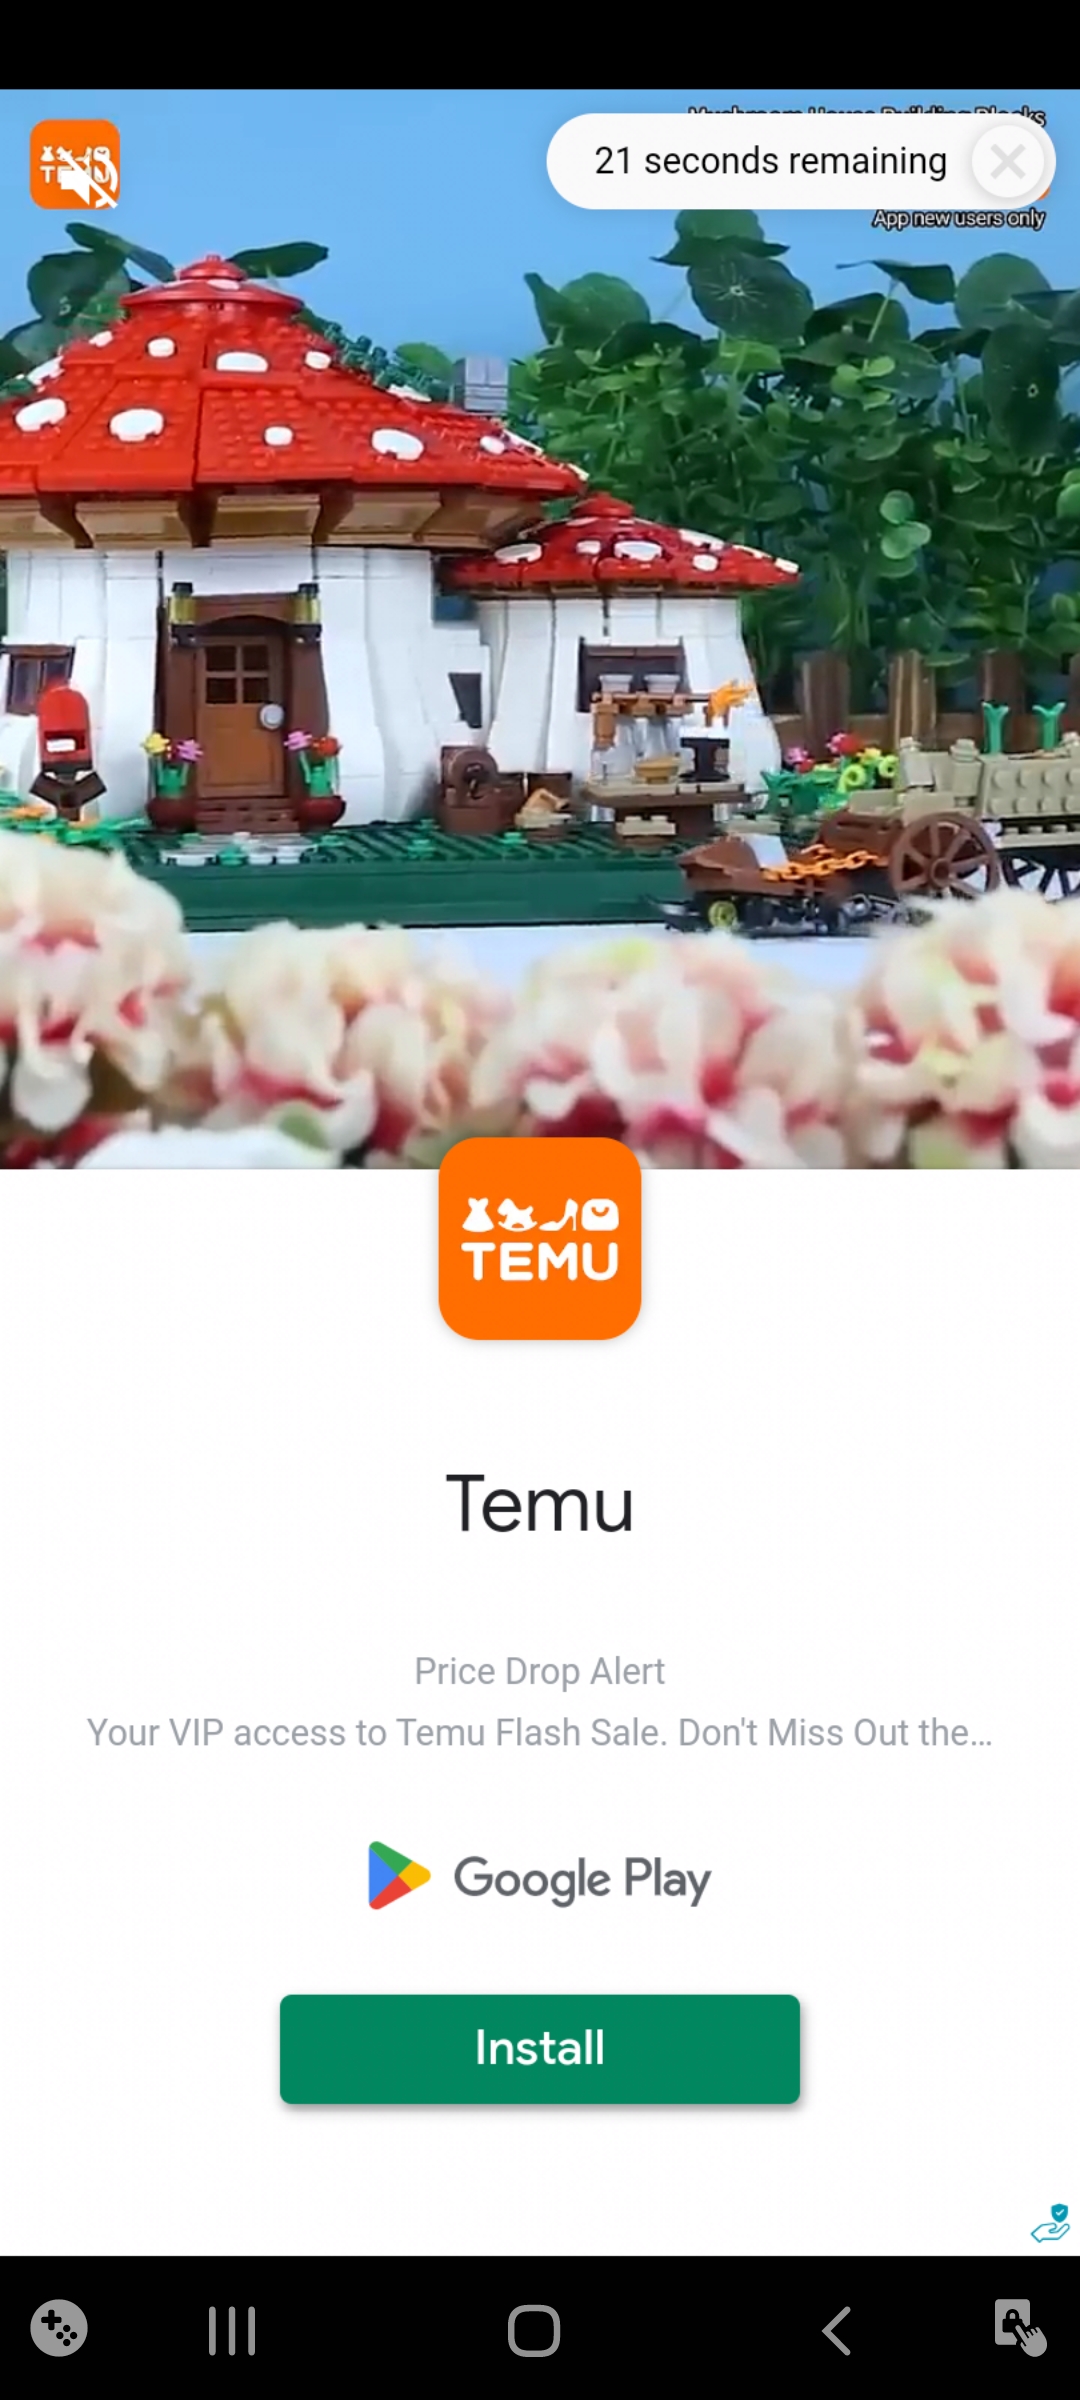 21 seconds remaining
App new users only
TEMU
Temu
Price Drop Alert
Your VIP access to Temu Flash Sale. Don't Miss Out the...
Google Play
Install